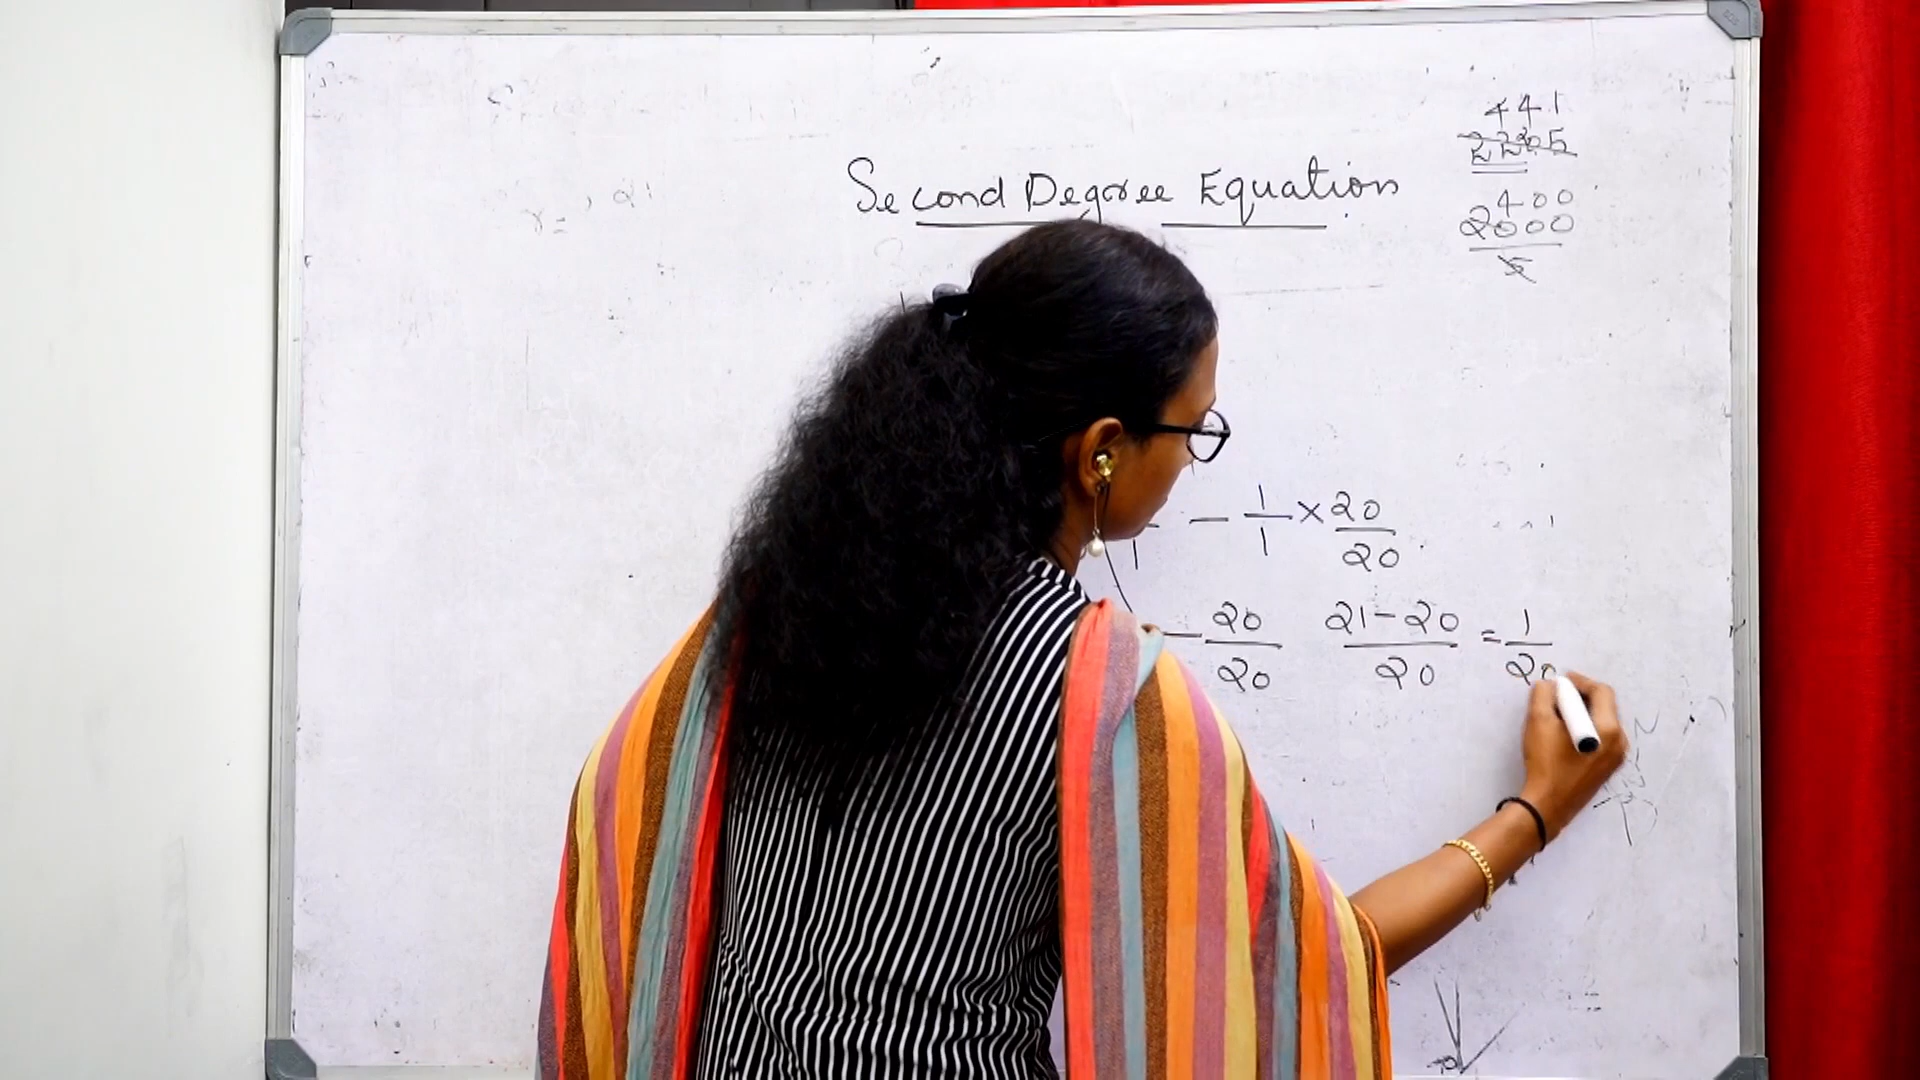 441
2205
400
2000
5
Second Degree Equation
1 - 1/1 × 20/20
- 20/20 21-20/20 = 1/20